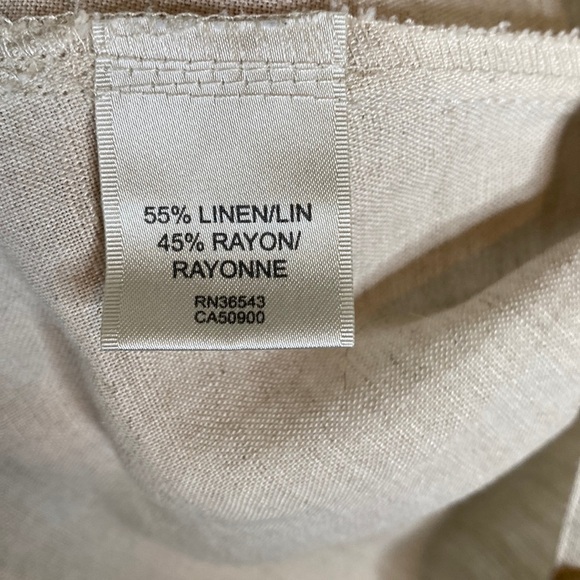 55% LINEN/LIN
45% RAYON/
RAYONNE
RN36543
CA50900